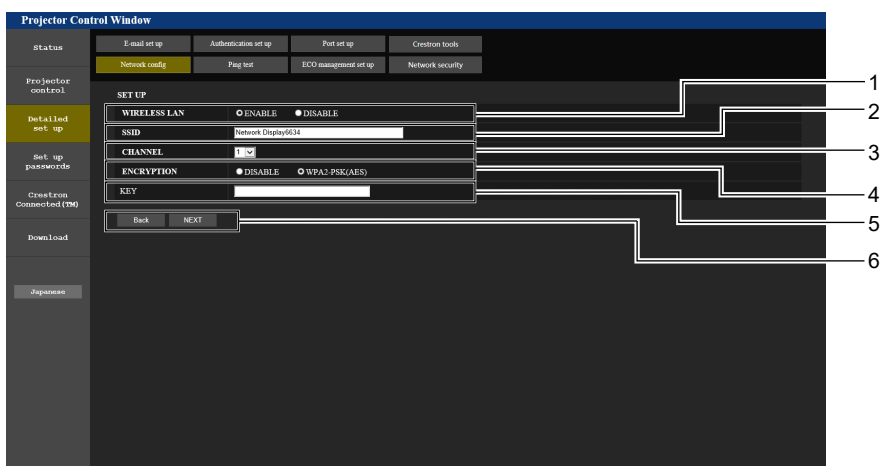 Projector Control Window
Status
E-mail set up
Authentication set up
Port set up
Crestron tools
Network config
Ping test
ECO management set up
Network security
Projector
control
Detailed
set up
Set up
passwords
Crestron
Connected(TM)
Download
Japanese
SET UP
WIRELESS LAN ENABLE DISABLE
SSID Network Display6634
CHANNEL 1
ENCRYPTION DISABLE WPA2-PSK(AES)
KEY
Back NEXT
1
2
3
4
5
6